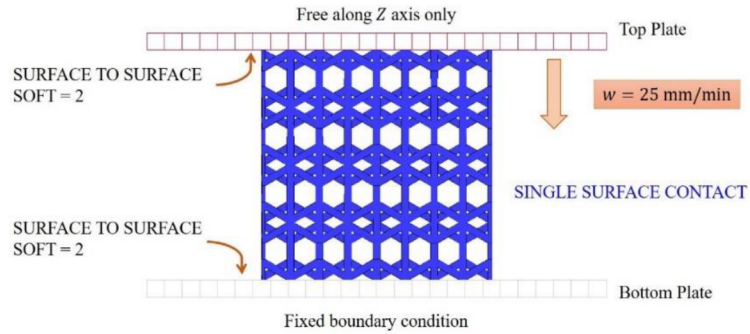 Free along Z axis only
Top Plate
SURFACE TO SURFACE
SOFT = 2
w = 25 mm/min
SINGLE SURFACE CONTACT
SURFACE TO SURFACE
SOFT = 2
Bottom Plate
Fixed boundary condition